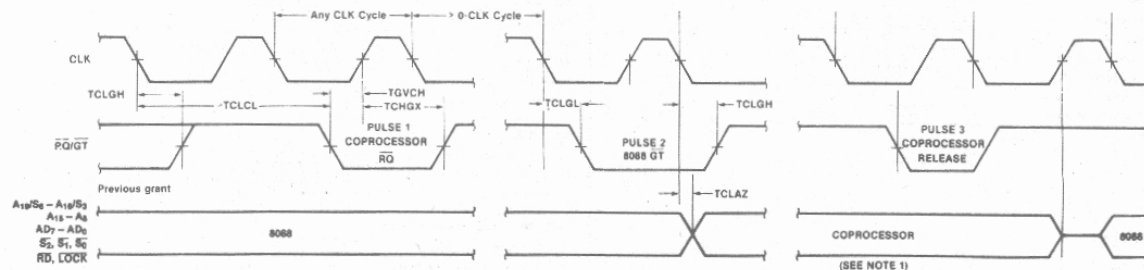 Any CLK Cycle
> 0-CLK Cycle
CLK
TCLGH
TCLCL
TGVCH
TCHGX
TCLGL
TCLGH
RQ/GT
PULSE 1
COPROCESSOR
RQ
PULSE 2
8088 GT
PULSE 3
COPROCESSOR
RELEASE
Previous grant
TCLAZ
A19/S6 – A16/S3
A15 – A8
AD7 – AD0
S2, S1, S0
RD, LOCK
8088
COPROCESSOR
8088
(SEE NOTE 1)